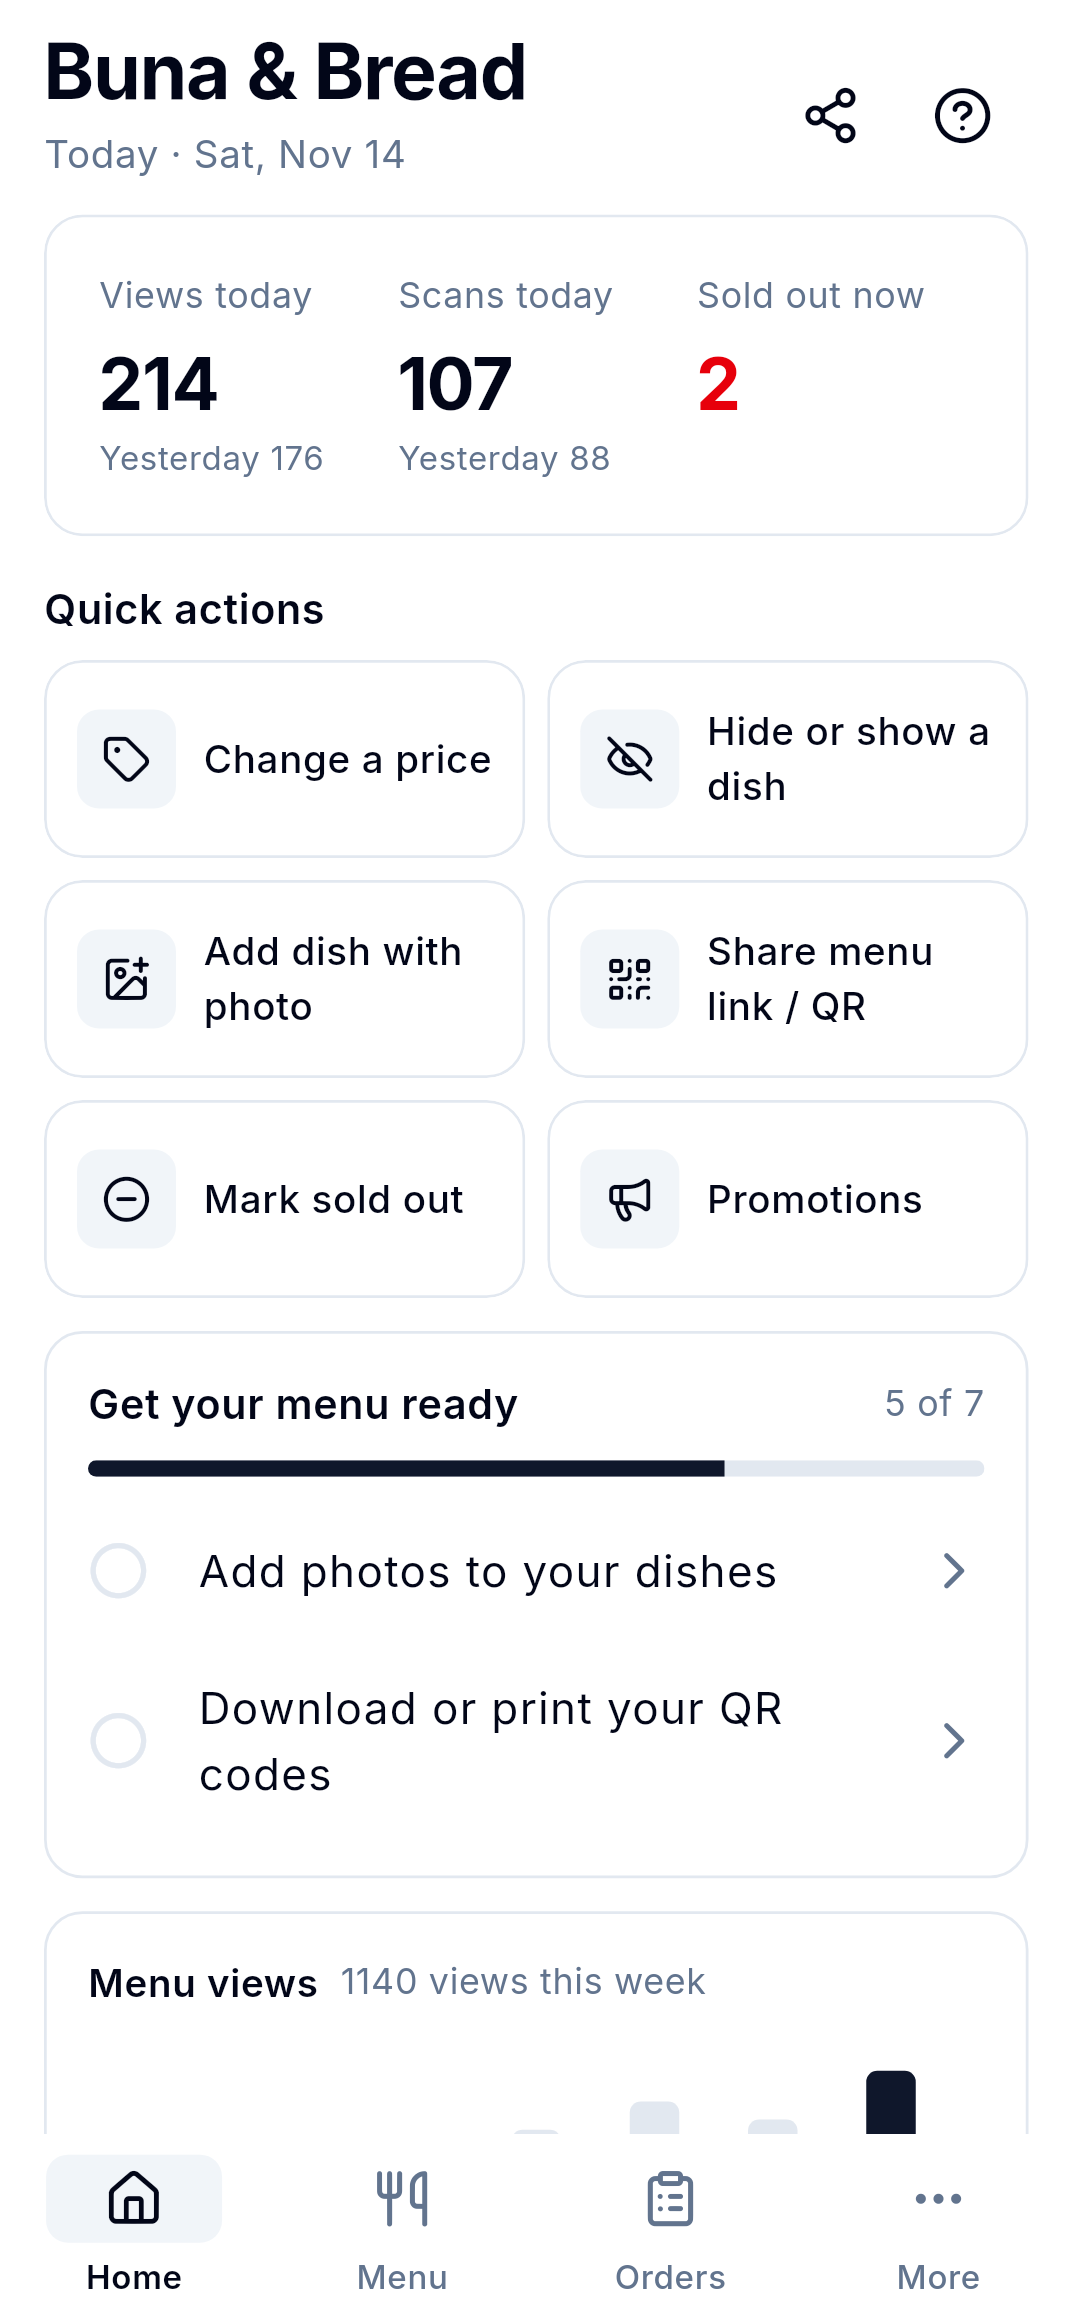 Buna & Bread
Today · Sat, Nov 14
Views today
Scans today
Sold out now
214
107
2
Yesterday 176
Yesterday 88
Quick actions
Change a price
Hide or show a
dish
Add dish with
photo
Share menu
link / QR
Mark sold out
Promotions
Get your menu ready
5 of 7
Add photos to your dishes
Download or print your QR
codes
Menu views 1140 views this week
Home
Menu
Orders
More